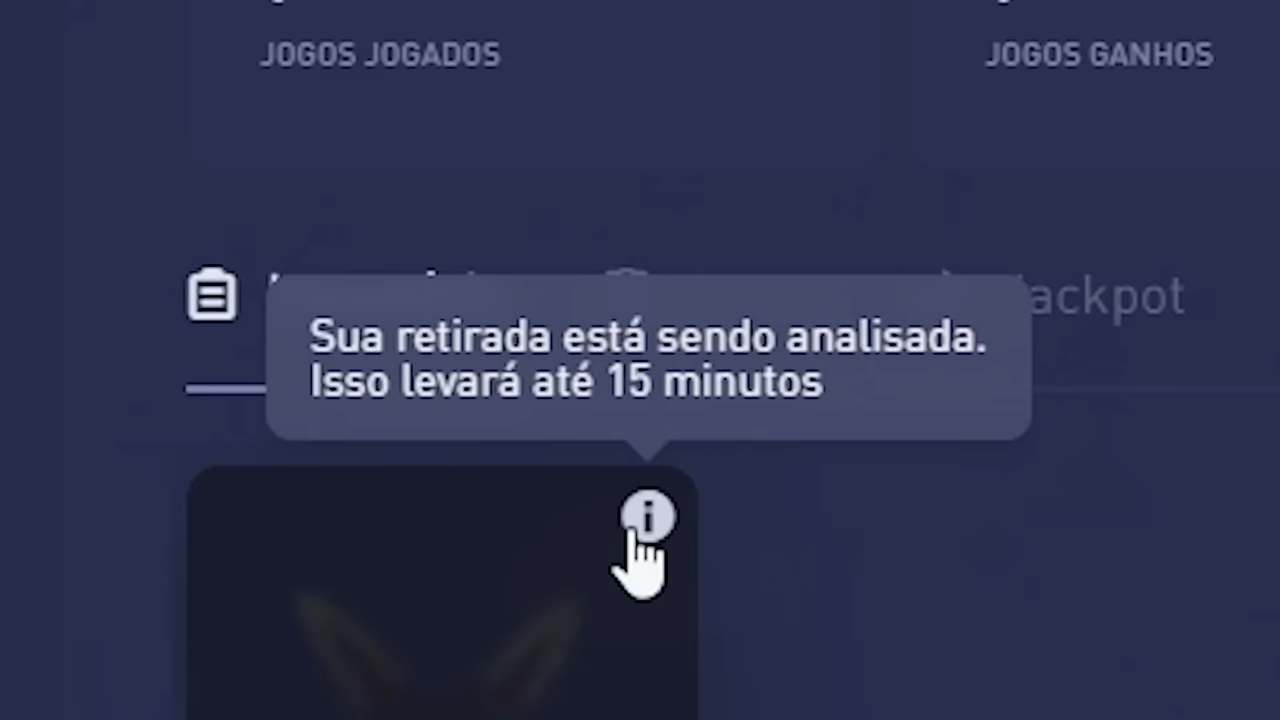 JOGOS JOGADOS
JOGOS GANHOS
Sua retirada está sendo analisada.
Isso levará até 15 minutos